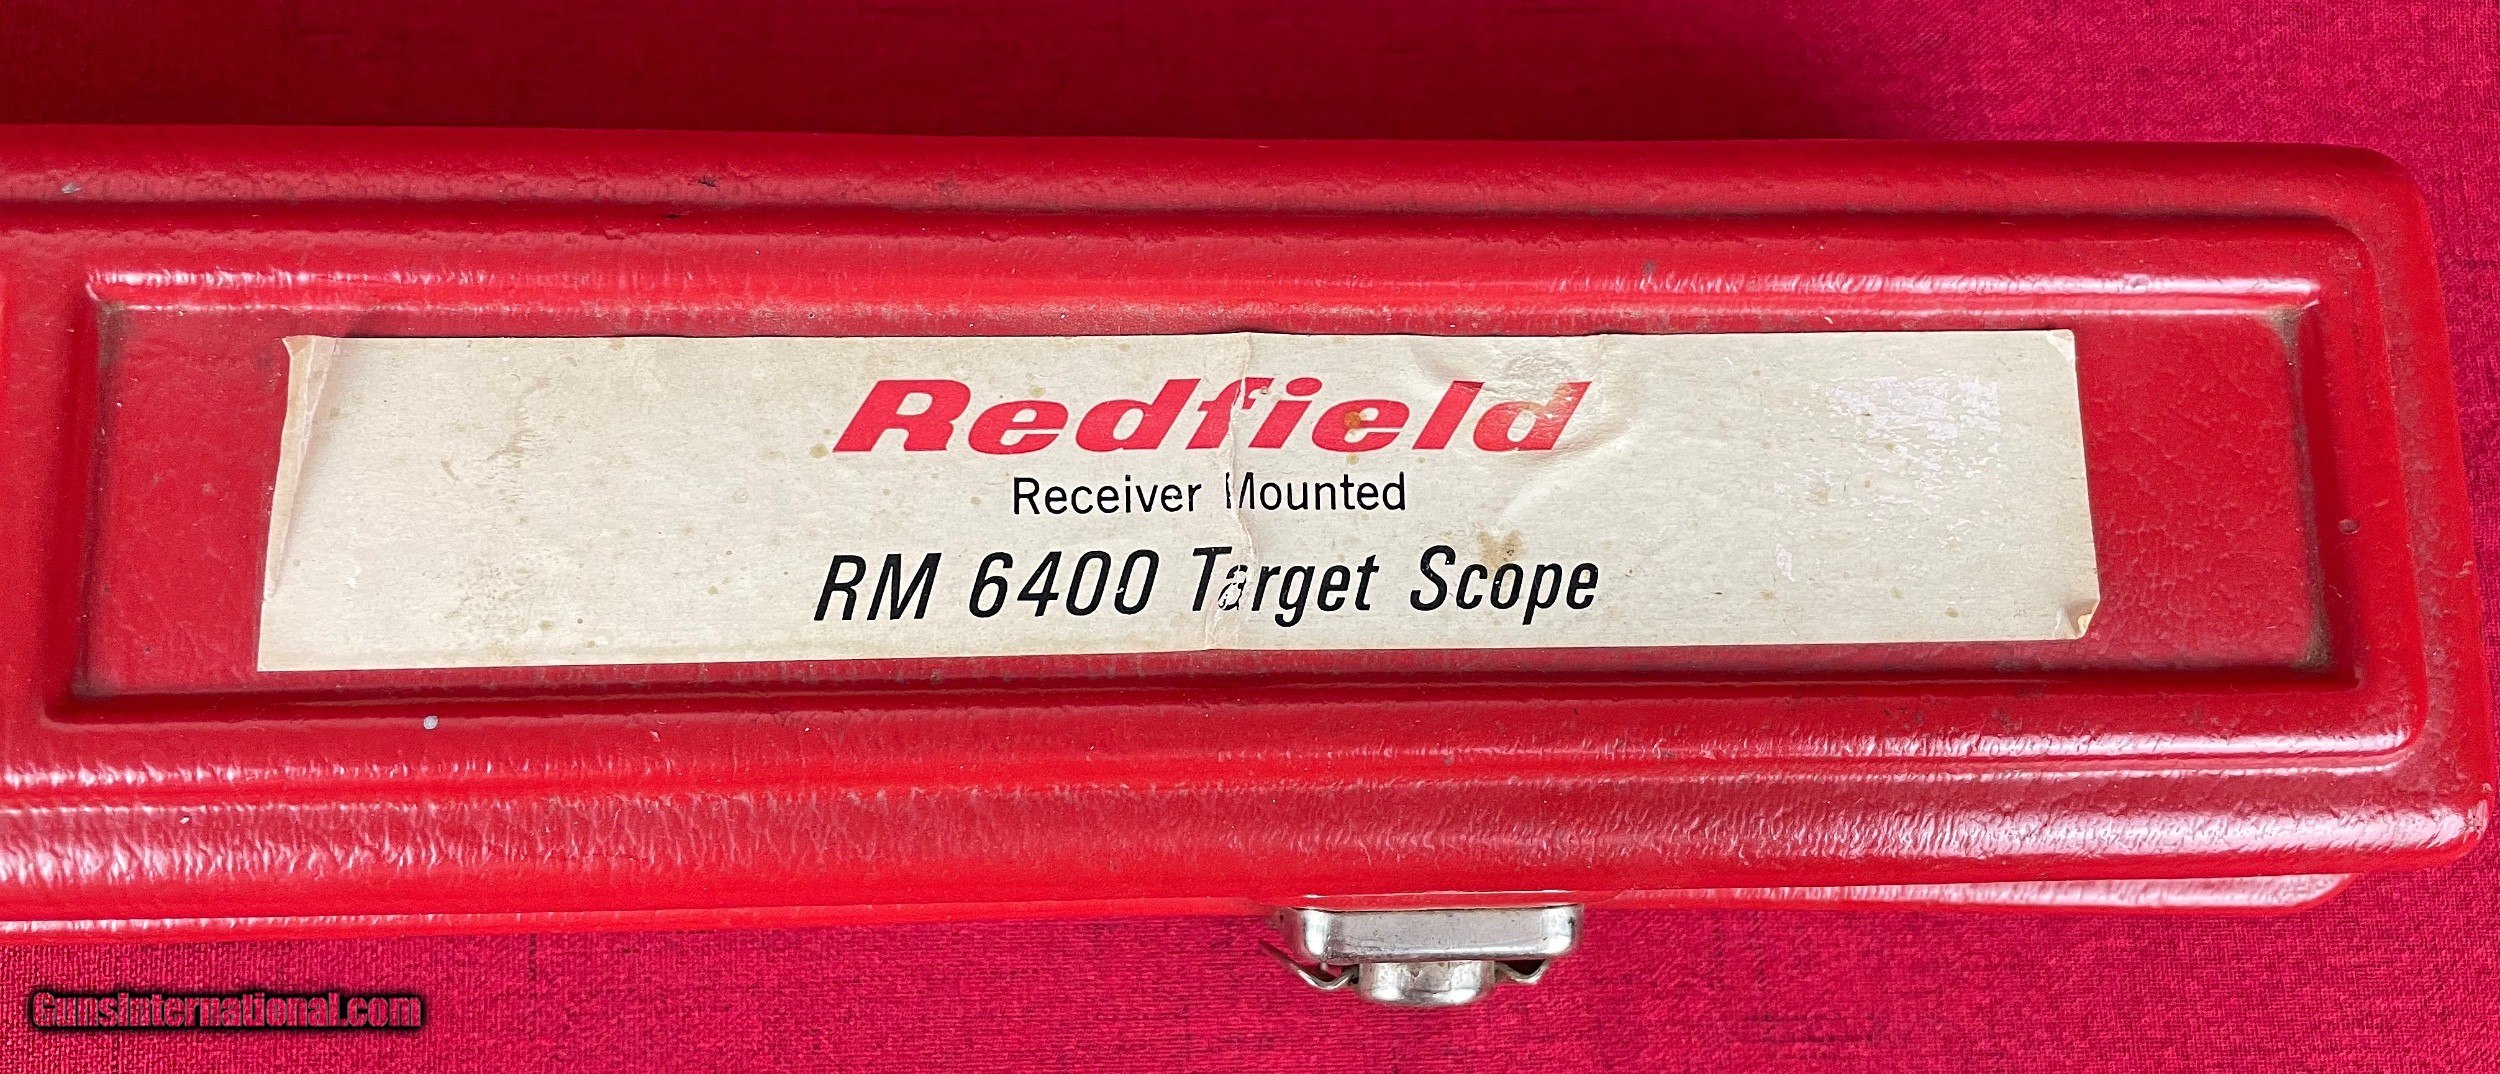 Redfield
Receiver Mounted
RM 6400 Target Scope
GunsInternational.com